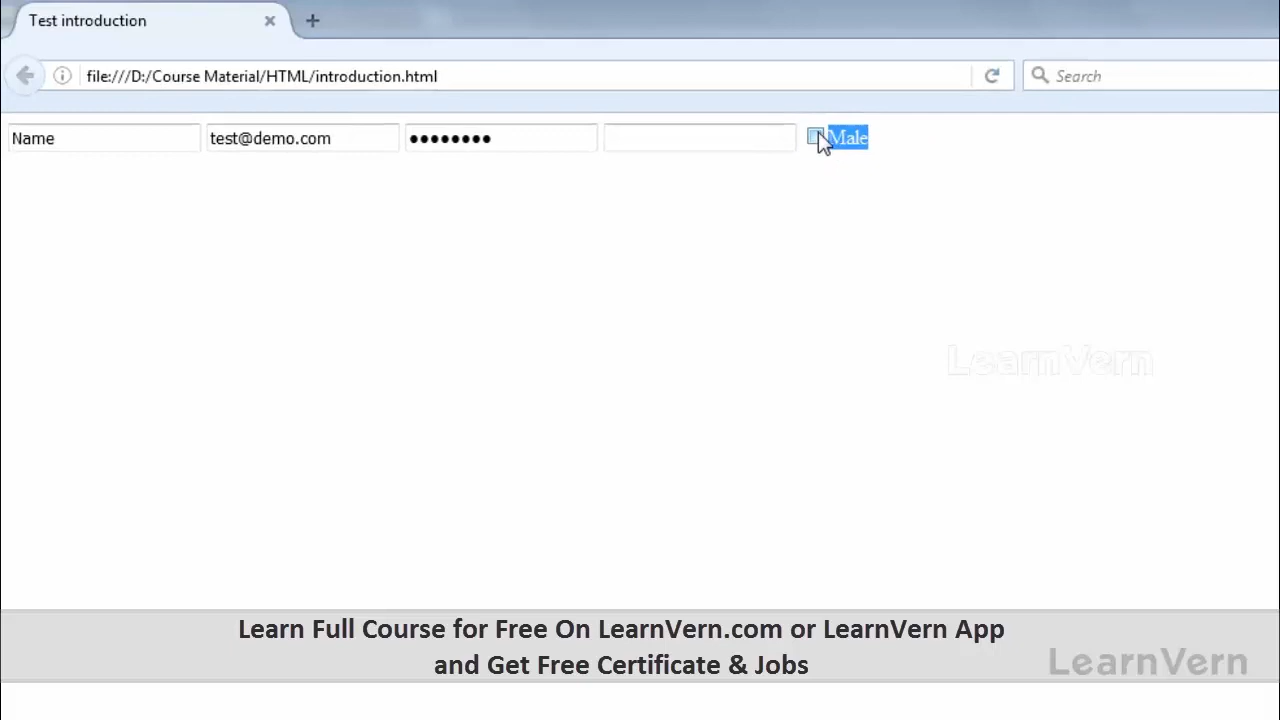 Test introduction
file:///D:/Course Material/HTML/introduction.html
Search
Name
test@demo.com
••••••••
Male
LearnVern
Learn Full Course for Free On LearnVern.com or LearnVern App
and Get Free Certificate & Jobs
LearnVern